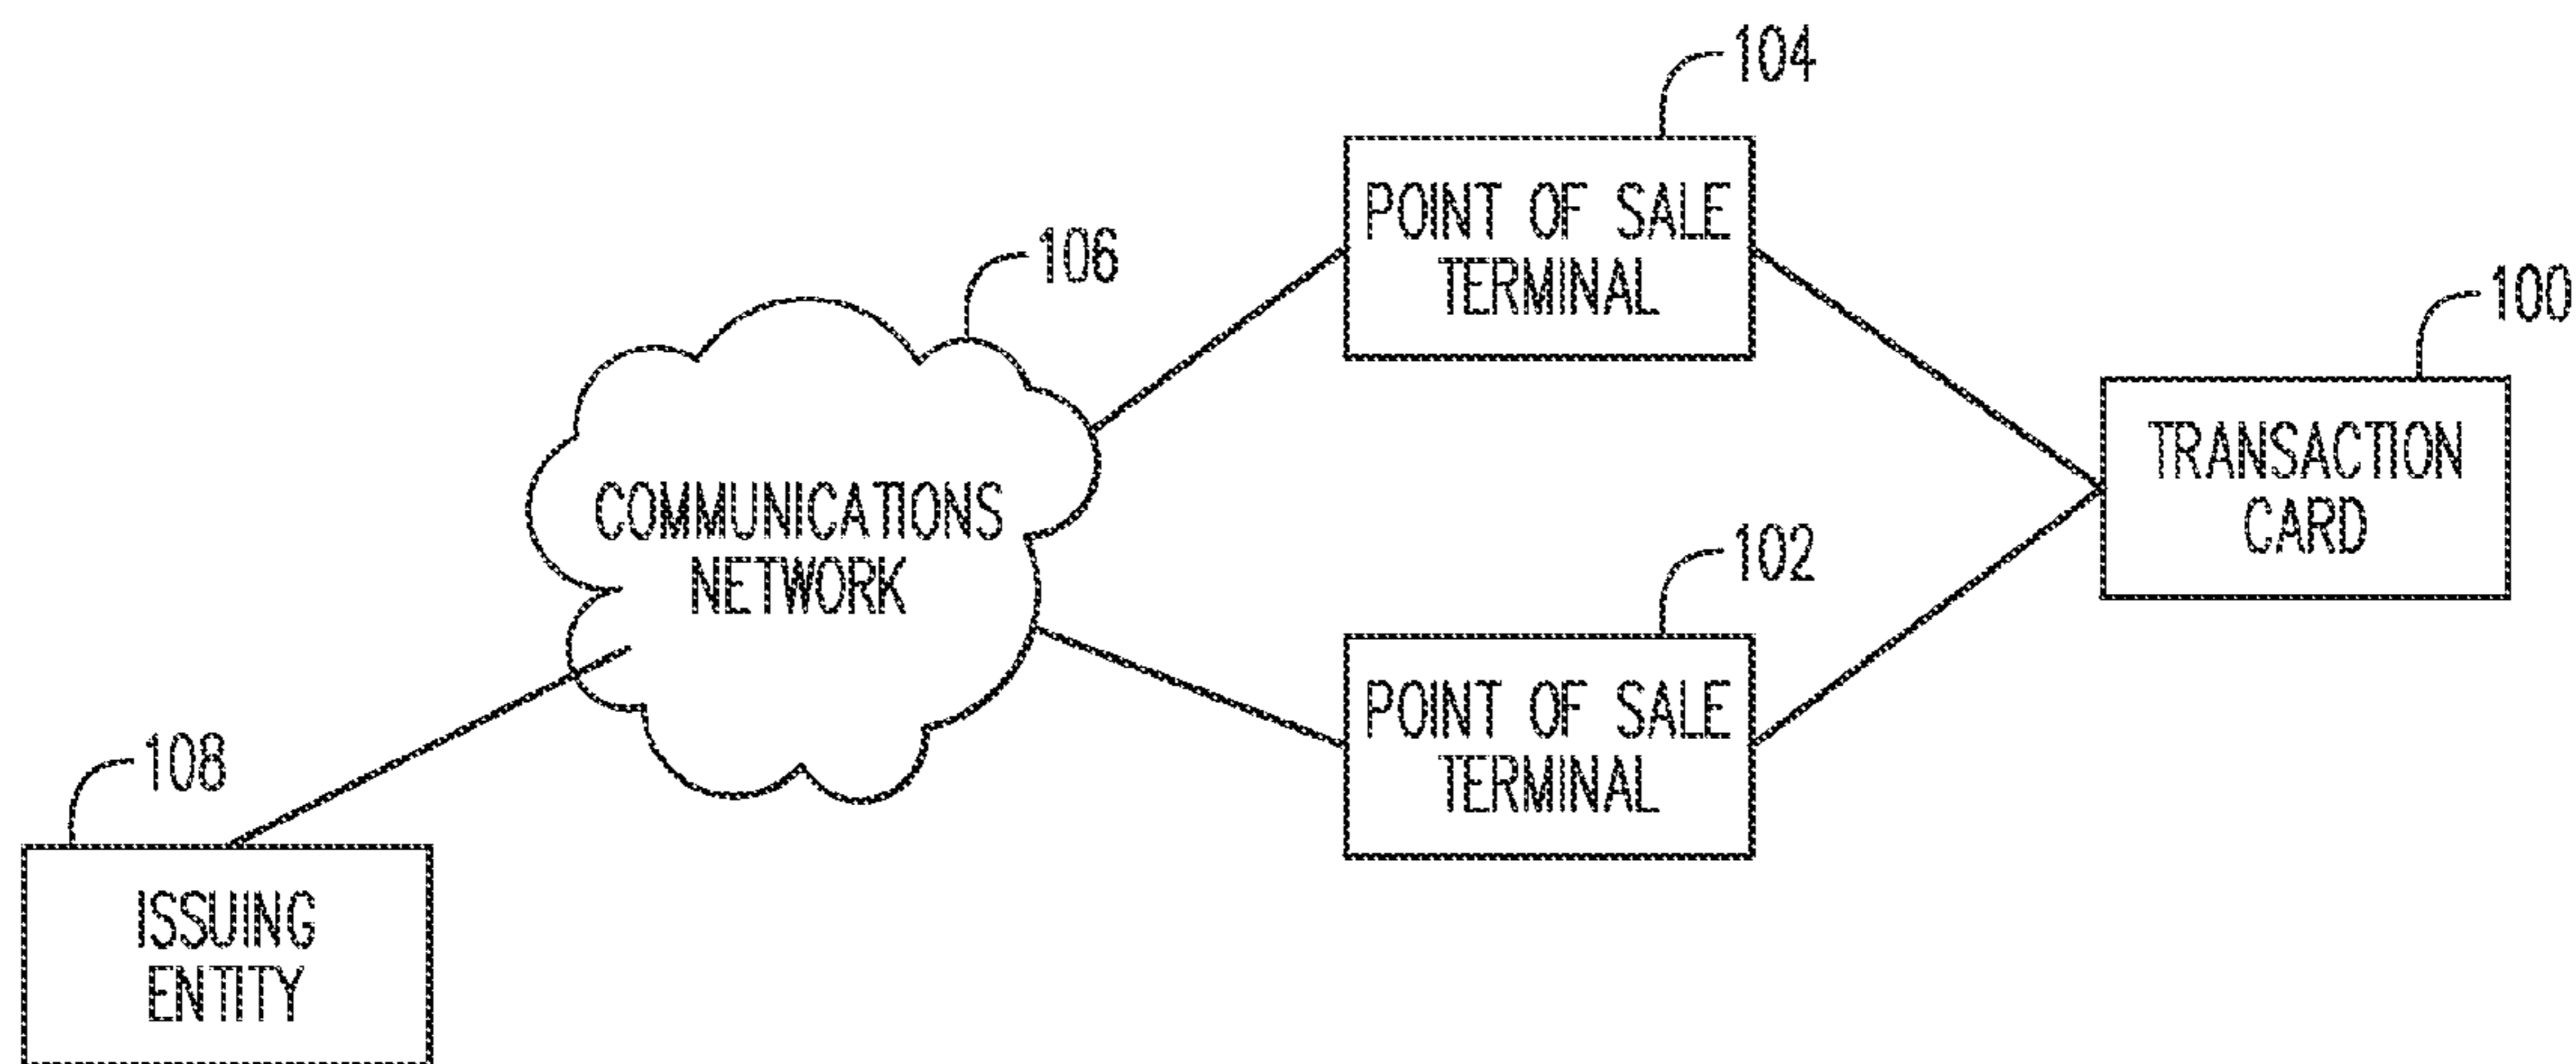 104
POINT OF SALE
TERMINAL
106
100
TRANSACTION
CARD
COMMUNICATIONS
NETWORK
102
POINT OF SALE
TERMINAL
108
ISSUING
ENTITY